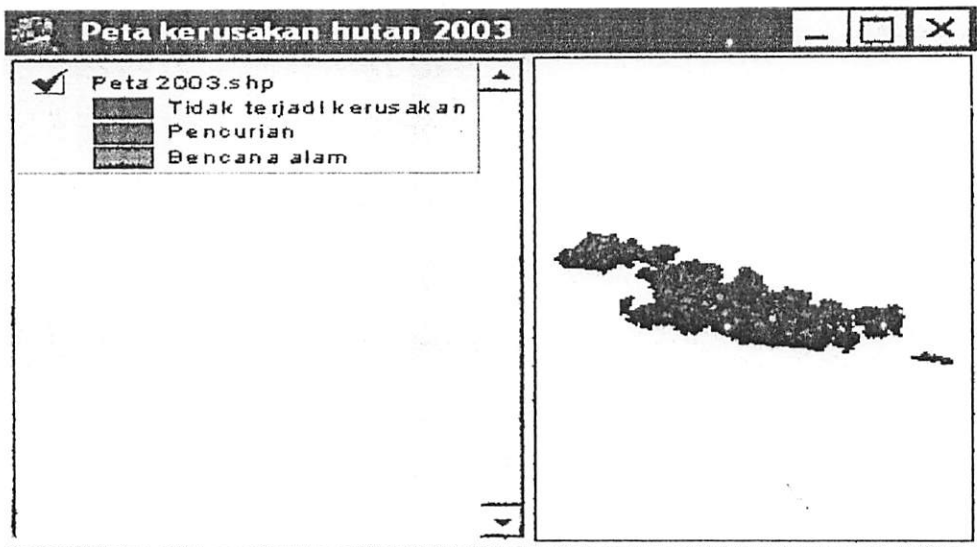 Peta kerusakan hutan 2003
Peta 2003.shp
Tidak terjadi kerusakan
Pencurian
Bencana alam